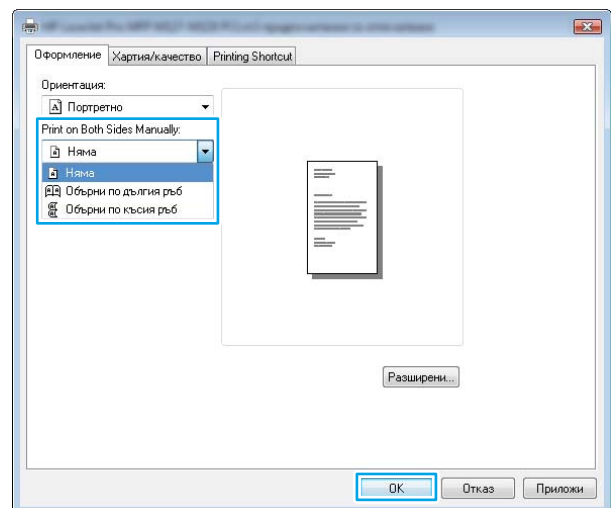 Оформление Хартия/качество Printing Shortcut
Ориентация:
Портретно
Print on Both Sides Manually:
Няма
Няма
Обърни по дългия ръб
Обърни по късия ръб
Разширени...
OK Отказ Приложи